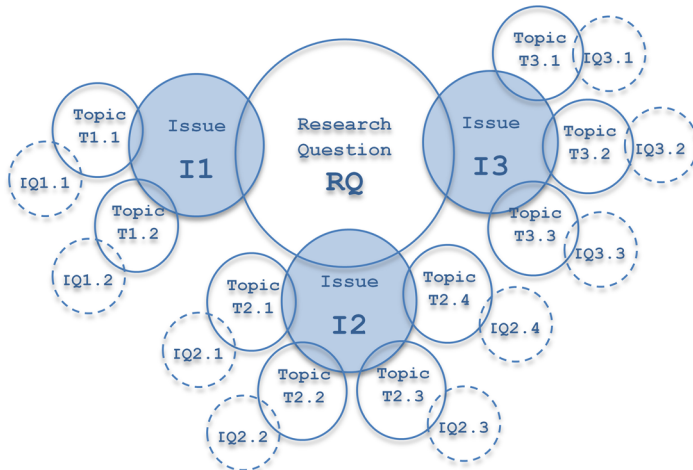 Topic
T3.1
IQ3.1
Topic
T1.1
Issue
I1
Research
Question
RQ
Issue
I3
Topic
T3.2
IQ3.2
IQ1.1
Topic
T1.2
Topic
T3.3
IQ3.3
IQ1.2
Topic
T2.1
Issue
I2
Topic
T2.4
IQ2.4
IQ2.1
Topic
T2.2
Topic
T2.3
IQ2.2
IQ2.3